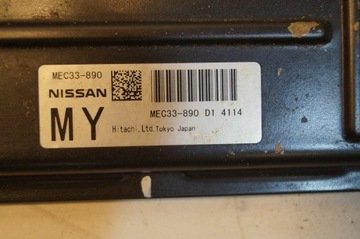 MEC33-890
NISSAN
MY
MEC33-890 D1 4114
Hitachi,Ltd.Tokyo Japan